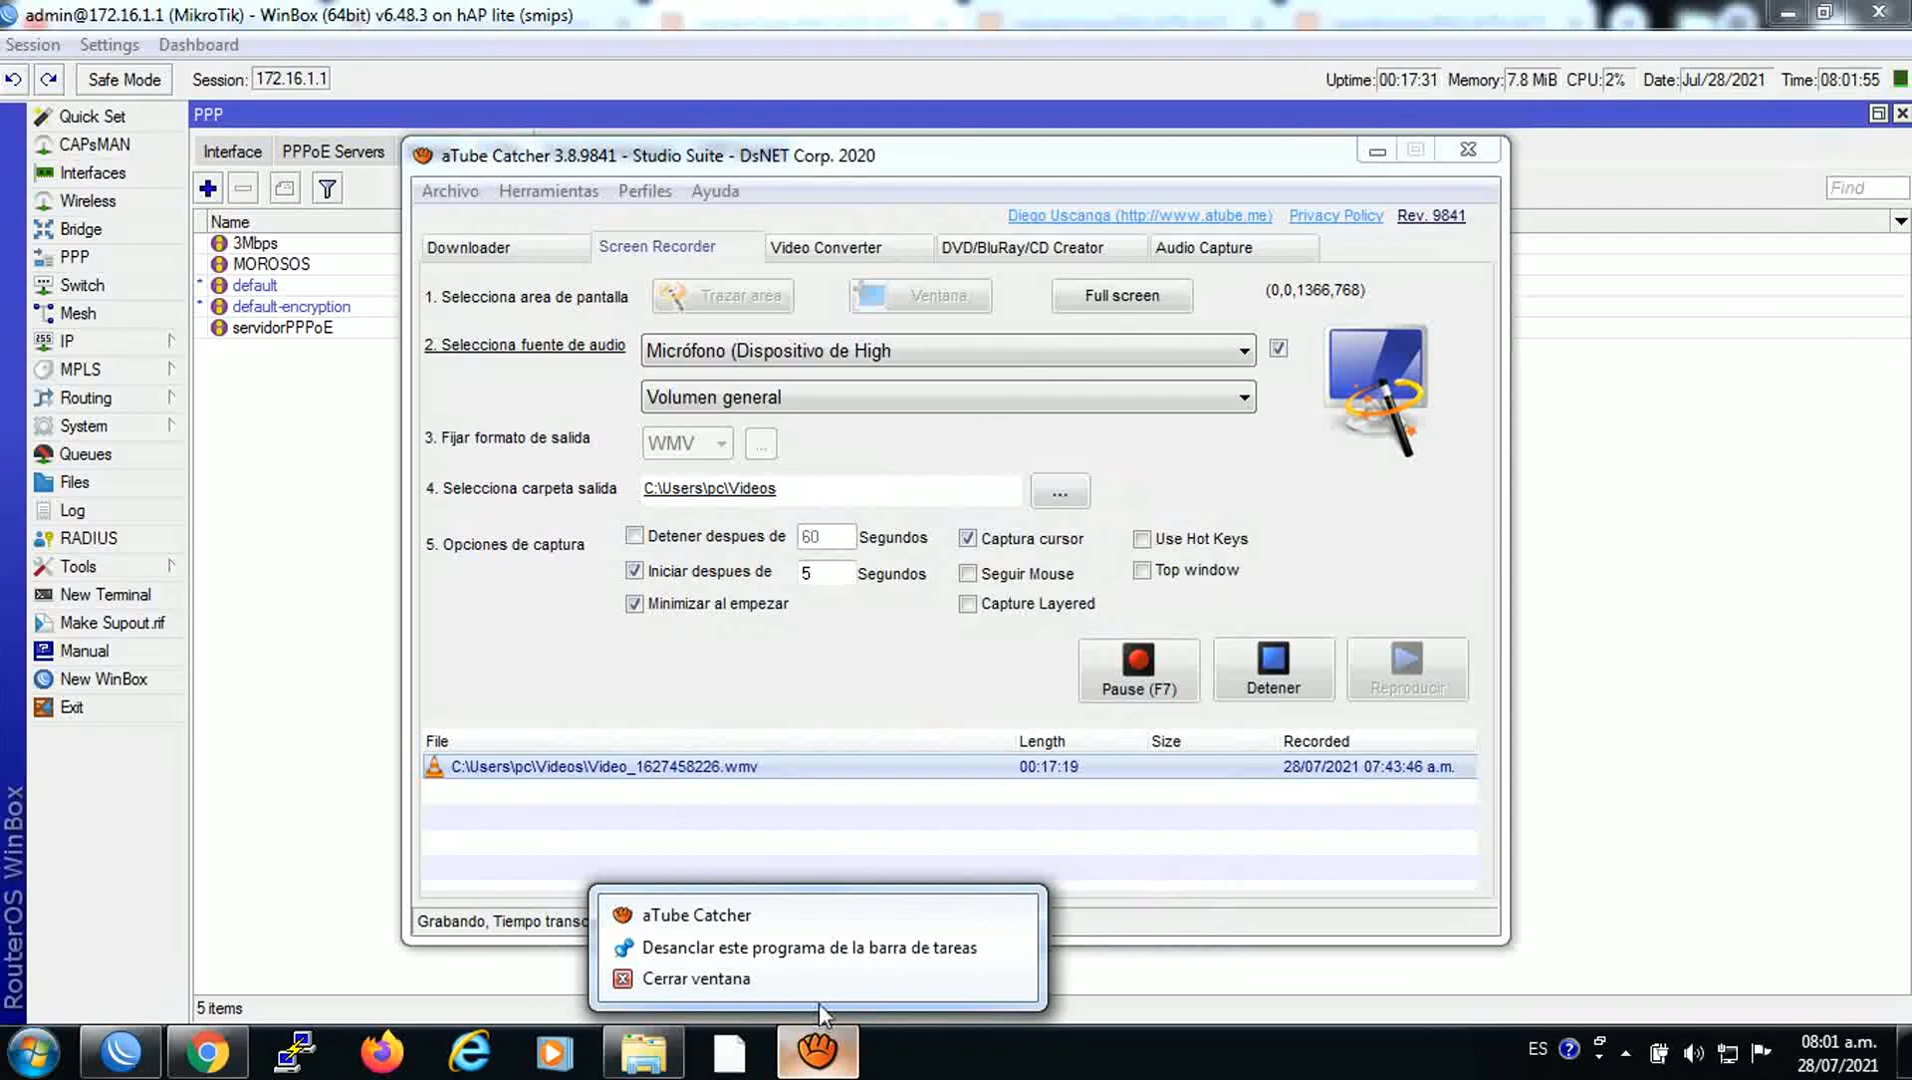 admin@172.16.1.1 (MikroTik) - WinBox (64bit) v6.48.3 on hAP lite (smips)
Session Settings Dashboard
Safe Mode Session: 172.16.1.1 Uptime: 00:17:31 Memory: 7.8 MiB CPU: 2% Date: Jul/28/2021 Time: 08:01:55
PPP
Interface PPPoE Servers
Find
Name
3Mbps
MOROSOS
* default
* default-encryption
servidorPPPoE
5 items
Quick Set
CAPsMAN
Interfaces
Wireless
Bridge
PPP
Switch
Mesh
IP
MPLS
Routing
System
Queues
Files
Log
RADIUS
Tools
New Terminal
Make Supout.rif
Manual
New WinBox
Exit
RouterOS WinBox
aTube Catcher 3.8.9841 - Studio Suite - DsNET Corp. 2020
Archivo Herramientas Perfiles Ayuda
Diego Uscanga (http://www.atube.me) Privacy Policy Rev. 9841
Downloader Screen Recorder Video Converter DVD/BluRay/CD Creator Audio Capture
1. Selecciona area de pantalla Trazar area Ventana Full screen (0,0,1366,768)
2. Selecciona fuente de audio Micrófono (Dispositivo de High
Volumen general
3. Fijar formato de salida WMV ...
4. Selecciona carpeta salida C:\Users\pc\Videos ...
5. Opciones de captura
Detener despues de 60 Segundos Captura cursor Use Hot Keys
Iniciar despues de 5 Segundos Seguir Mouse Top window
Minimizar al empezar Capture Layered
Pause (F7) Detener Reproducir
File Length Size Recorded
C:\Users\pc\Videos\Video_1627458226.wmv 00:17:19 28/07/2021 07:43:46 a.m.
Grabando, Tiempo transc
aTube Catcher
Desanclar este programa de la barra de tareas
Cerrar ventana
ES
08:01 a.m.
28/07/2021